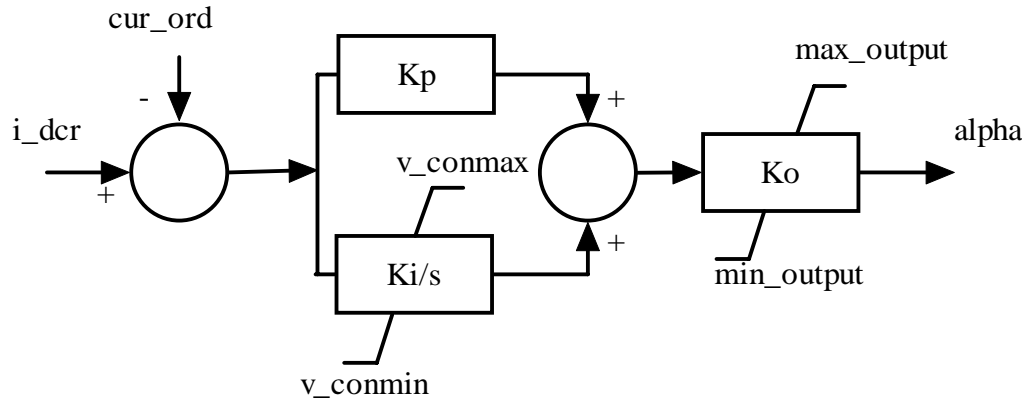 cur_ord
-
i_dcr
+
Kp
+
v_conmax
Ki/s
+
v_conmin
max_output
Ko
min_output
alpha